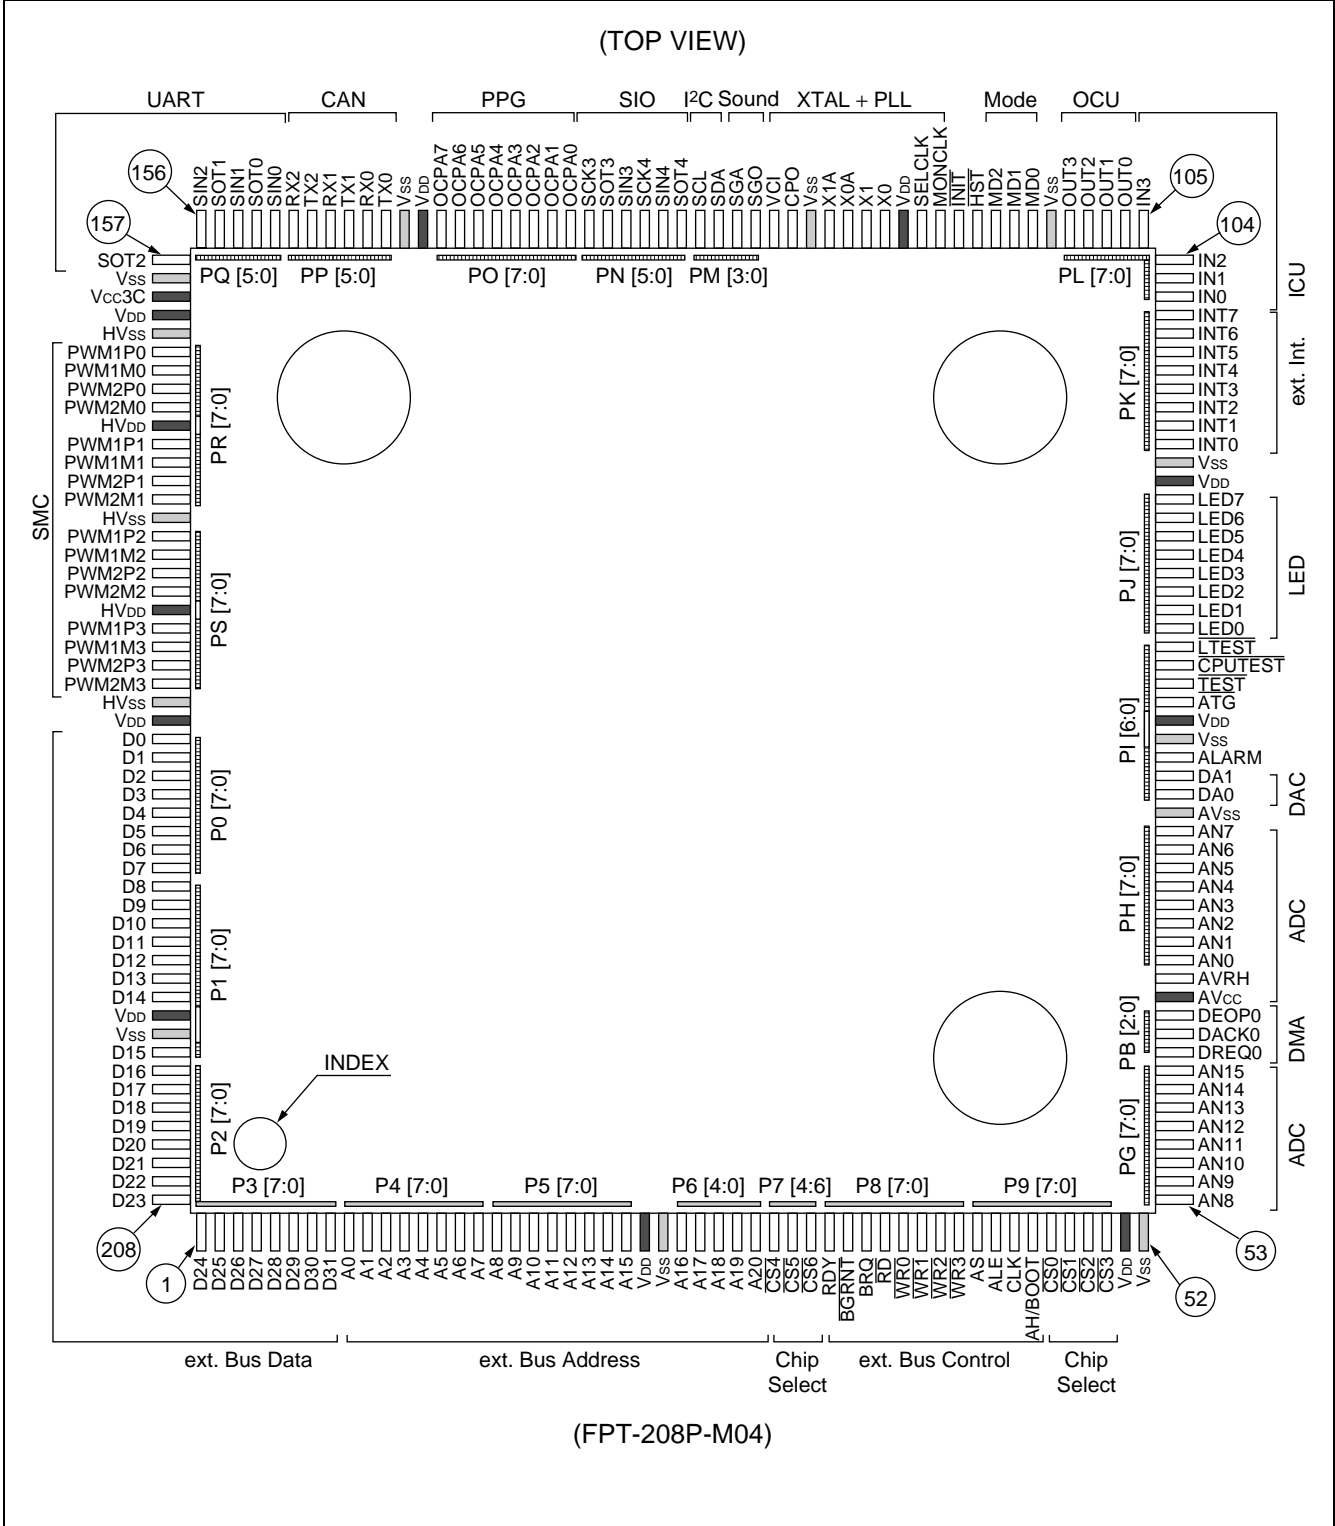 (TOP VIEW)
UART CAN PPG SIO I²C Sound XTAL + PLL Mode OCU
156
SIN2
SOT1
SIN1
SOT0
SIN0
RX2
TX2
RX1
TX1
RX0
TX0
VSS
VDD
OCPA7
OCPA6
OCPA5
OCPA4
OCPA3
OCPA2
OCPA1
OCPA0
SCK3
SOT3
SIN3
SCK4
SIN4
SOT4
SCL
SDA
SGA
SGO
VCI
CPO
VSS
X1A
X0A
X1
X0
VDD
SELCLK
MONCLK
INIT
HST
MD2
MD1
MD0
VSS
OUT3
OUT2
OUT1
OUT0
IN3
105
157
104
PQ [5:0] PP [5:0] PO [7:0] PN [5:0] PM [3:0] PL [7:0]
SOT2
VSS
VCC3C
VDD
HVSS
PWM1P0
PWM1M0
PWM2P0
PWM2M0
HVDD
PWM1P1
PWM1M1
PWM2P1
PWM2M1
HVSS
PWM1P2
PWM1M2
PWM2P2
PWM2M2
HVDD
PWM1P3
PWM1M3
PWM2P3
PWM2M3
HVSS
VDD
D0
D1
D2
D3
D4
D5
D6
D7
D8
D9
D10
D11
D12
D13
D14
VDD
VSS
D15
D16
D17
D18
D19
D20
D21
D22
D23
SMC
PR [7:0]
PS [7:0]
P0 [7:0]
P1 [7:0]
P2 [7:0]
INDEX
PK [7:0]
PJ [7:0]
PI [6:0]
PH [7:0]
PB [2:0]
PG [7:0]
IN2
IN1
IN0
INT7
INT6
INT5
INT4
INT3
INT2
INT1
INT0
VSS
VDD
LED7
LED6
LED5
LED4
LED3
LED2
LED1
LED0
LTEST
CPUTEST
TEST
ATG
VDD
VSS
ALARM
DA1
DA0
AVSS
AN7
AN6
AN5
AN4
AN3
AN2
AN1
AN0
AVRH
AVCC
DEOP0
DACK0
DREQ0
AN15
AN14
AN13
AN12
AN11
AN10
AN9
AN8
ICU
ext. Int.
LED
DAC
ADC
DMA
ADC
P3 [7:0] P4 [7:0] P5 [7:0] P6 [4:0] P7 [4:6] P8 [7:0] P9 [7:0]
208
53
1
D24
D25
D26
D27
D28
D29
D30
D31
A0
A1
A2
A3
A4
A5
A6
A7
A8
A9
A10
A11
A12
A13
A14
A15
VDD
VSS
A16
A17
A18
A19
A20
CS4
CS5
CS6
RDY
BGRNT
BRQ
RD
WR0
WR1
WR2
WR3
AS
ALE
CLK
AH/BOOT
CS0
CS1
CS2
CS3
VDD
VSS
52
ext. Bus Data ext. Bus Address Chip Select ext. Bus Control Chip Select
(FPT-208P-M04)